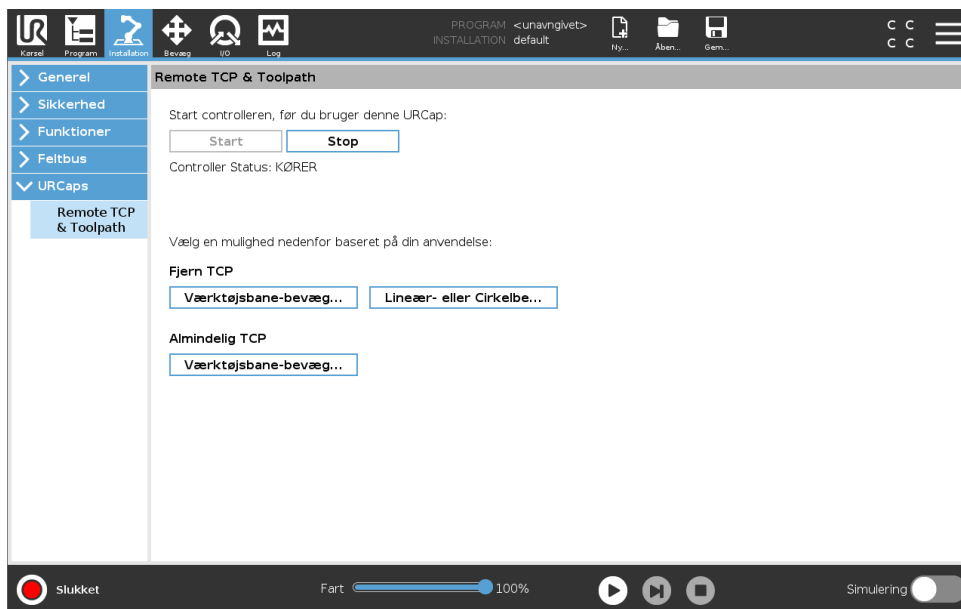 PROGRAM <unavngivet>
INSTALLATION default
C C
C C
Kørsel Program Installation Bevæg I/O Log Ny... Åben... Gem...
Generel
Sikkerhed
Funktioner
Feltbus
URCaps
Remote TCP
& Toolpath
Remote TCP & Toolpath
Start controlleren, før du bruger denne URCap:
Start Stop
Controller Status: KØRER
Vælg en mulighed nedenfor baseret på din anvendelse:
Fjern TCP
Værktøjsbane-bevæg... Lineær- eller Cirkelbe...
Almindelig TCP
Værktøjsbane-bevæg...
Slukket Fart 100% Simulering